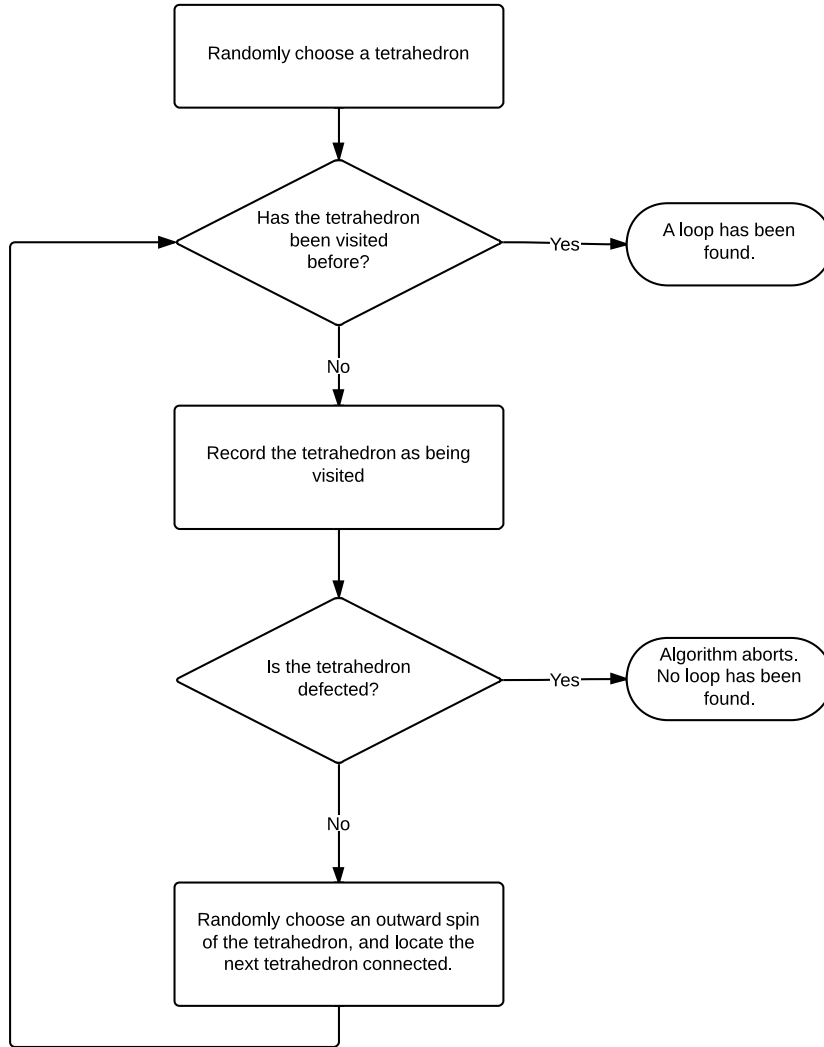 Randomly choose a tetrahedron
Has the tetrahedron
been visited
before?
Yes
A loop has been
found.
No
Record the tetrahedron as being
visited
Is the tetrahedron
defected?
Yes
Algorithm aborts.
No loop has been
found.
No
Randomly choose an outward spin
of the tetrahedron, and locate the
next tetrahedron connected.